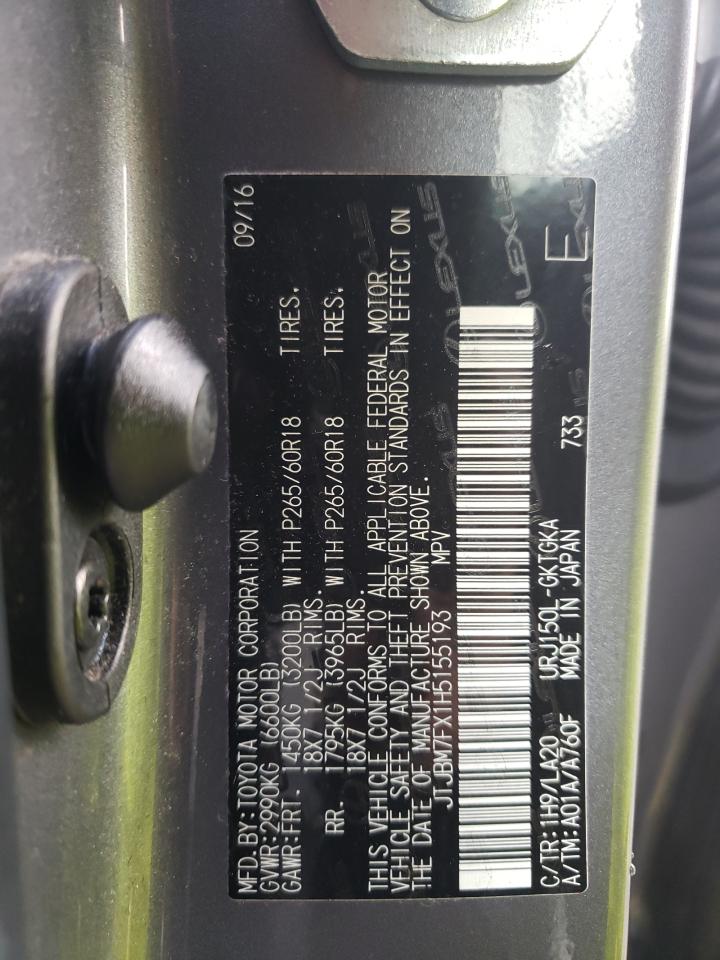 MFD.BY:TOYOTA MOTOR CORPORATION 09/16
GVWR:2990KG (6600LB)
GAWR:FRT. 1450KG (3200LB) WITH P265/60R18 TIRES.
18X7 1/2J RIMS.
RR. 1795KG (3965LB) WITH P265/60R18 TIRES.
18X7 1/2J RIMS.
THIS VEHICLE CONFORMS TO ALL APPLICABLE FEDERAL MOTOR
VEHICLE SAFETY AND THEFT PREVENTION STANDARDS IN EFFECT ON
THE DATE OF MANUFACTURE SHOWN ABOVE.
JTJBM7FX1H5155193 MPV
LEXUS
LEXUS
C/TR:1H9/LA20 URJ150L-GKTGKA 733 E
A/TM:A01A/A760F MADE IN JAPAN